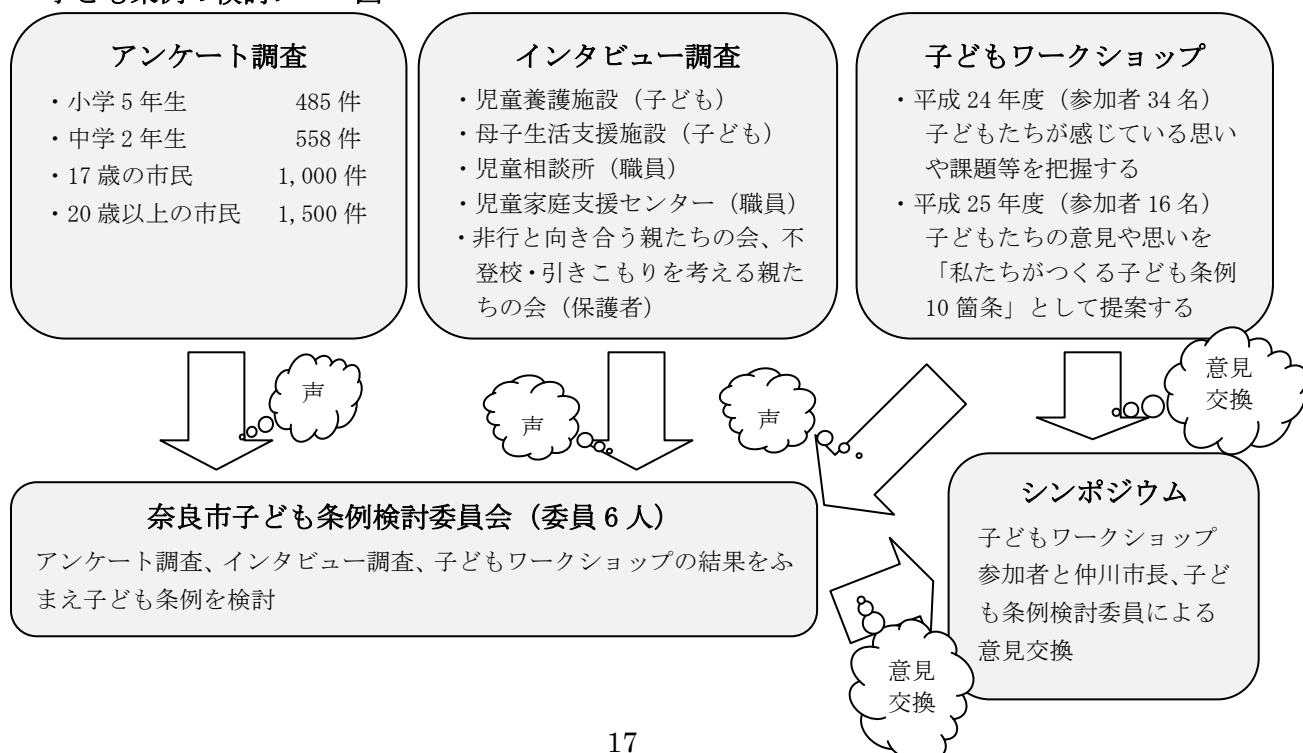 アンケート調査
・小学5年生 485件
・中学2年生 558件
・17歳の市民 1,000件
・20歳以上の市民 1,500件
インタビュー調査
・児童養護施設（子ども）
・母子生活支援施設（子ども）
・児童相談所（職員）
・児童家庭支援センター（職員）
・非行と向き合う親たちの会、不
登校・引きこもりを考える親た
ちの会（保護者）
子どもワークショップ
・平成24年度（参加者34名）
子どもたちが感じている思い
や課題等を把握する
・平成25年度（参加者16名）
子どもたちの意見や思いを
「私たちがつくる子ども条例
10箇条」として提案する
声
声
声
意見
交換
奈良市子ども条例検討委員会（委員6人）
アンケート調査、インタビュー調査、子どもワークショップの結果をふ
まえ子ども条例を検討
シンポジウム
子どもワークショップ
参加者と仲川市長、子ど
も条例検討委員による
意見交換
意見
交換
17